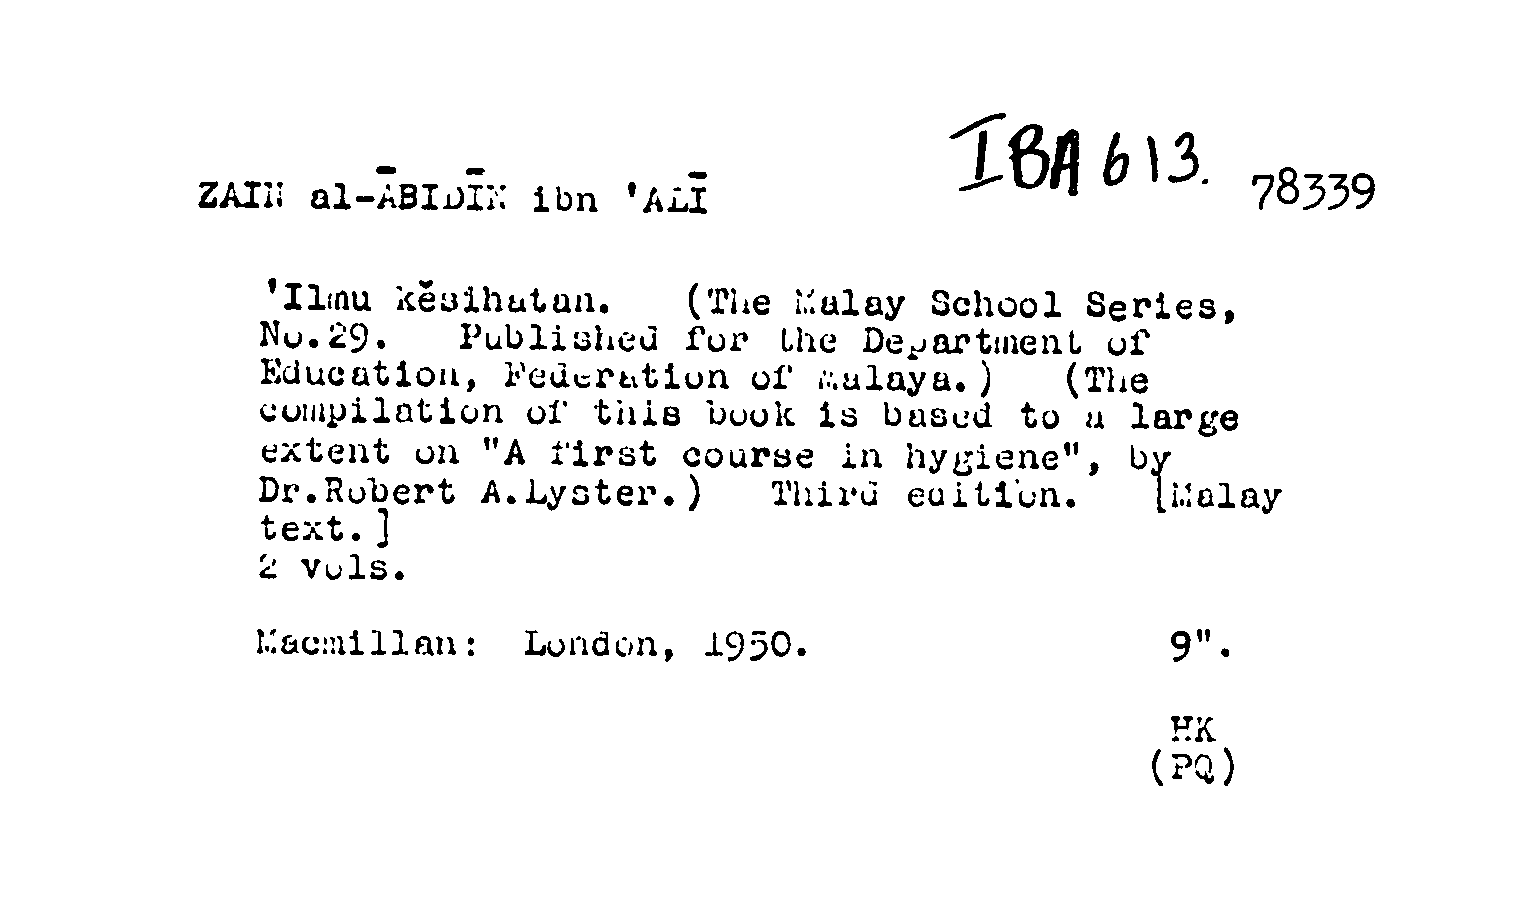 IBA 613. 78339
ZAIN al-ĀBIDĪN ibn 'ALĪ
'Ilmu kĕsihatan. (The Malay School Series,
No.29. Published for the Department of
Education, Federation of Malaya.) (The
compilation of this book is based to a large
extent on "A first course in hygiene", by
Dr.Robert A.Lyster.) Third edition. [Malay
text.]
2 vols.
Macmillan: London, 1950. 9".
HK
(PQ)